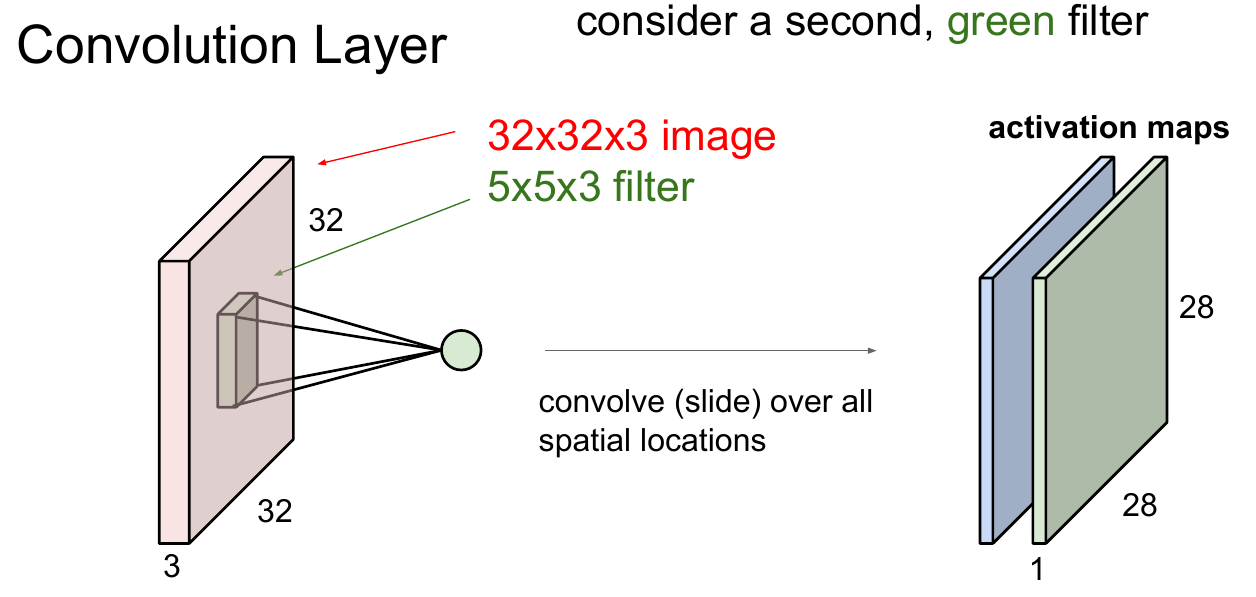 Convolution Layer
consider a second, green filter
32x32x3 image
5x5x3 filter
32
32
3
convolve (slide) over all
spatial locations
activation maps
28
28
1